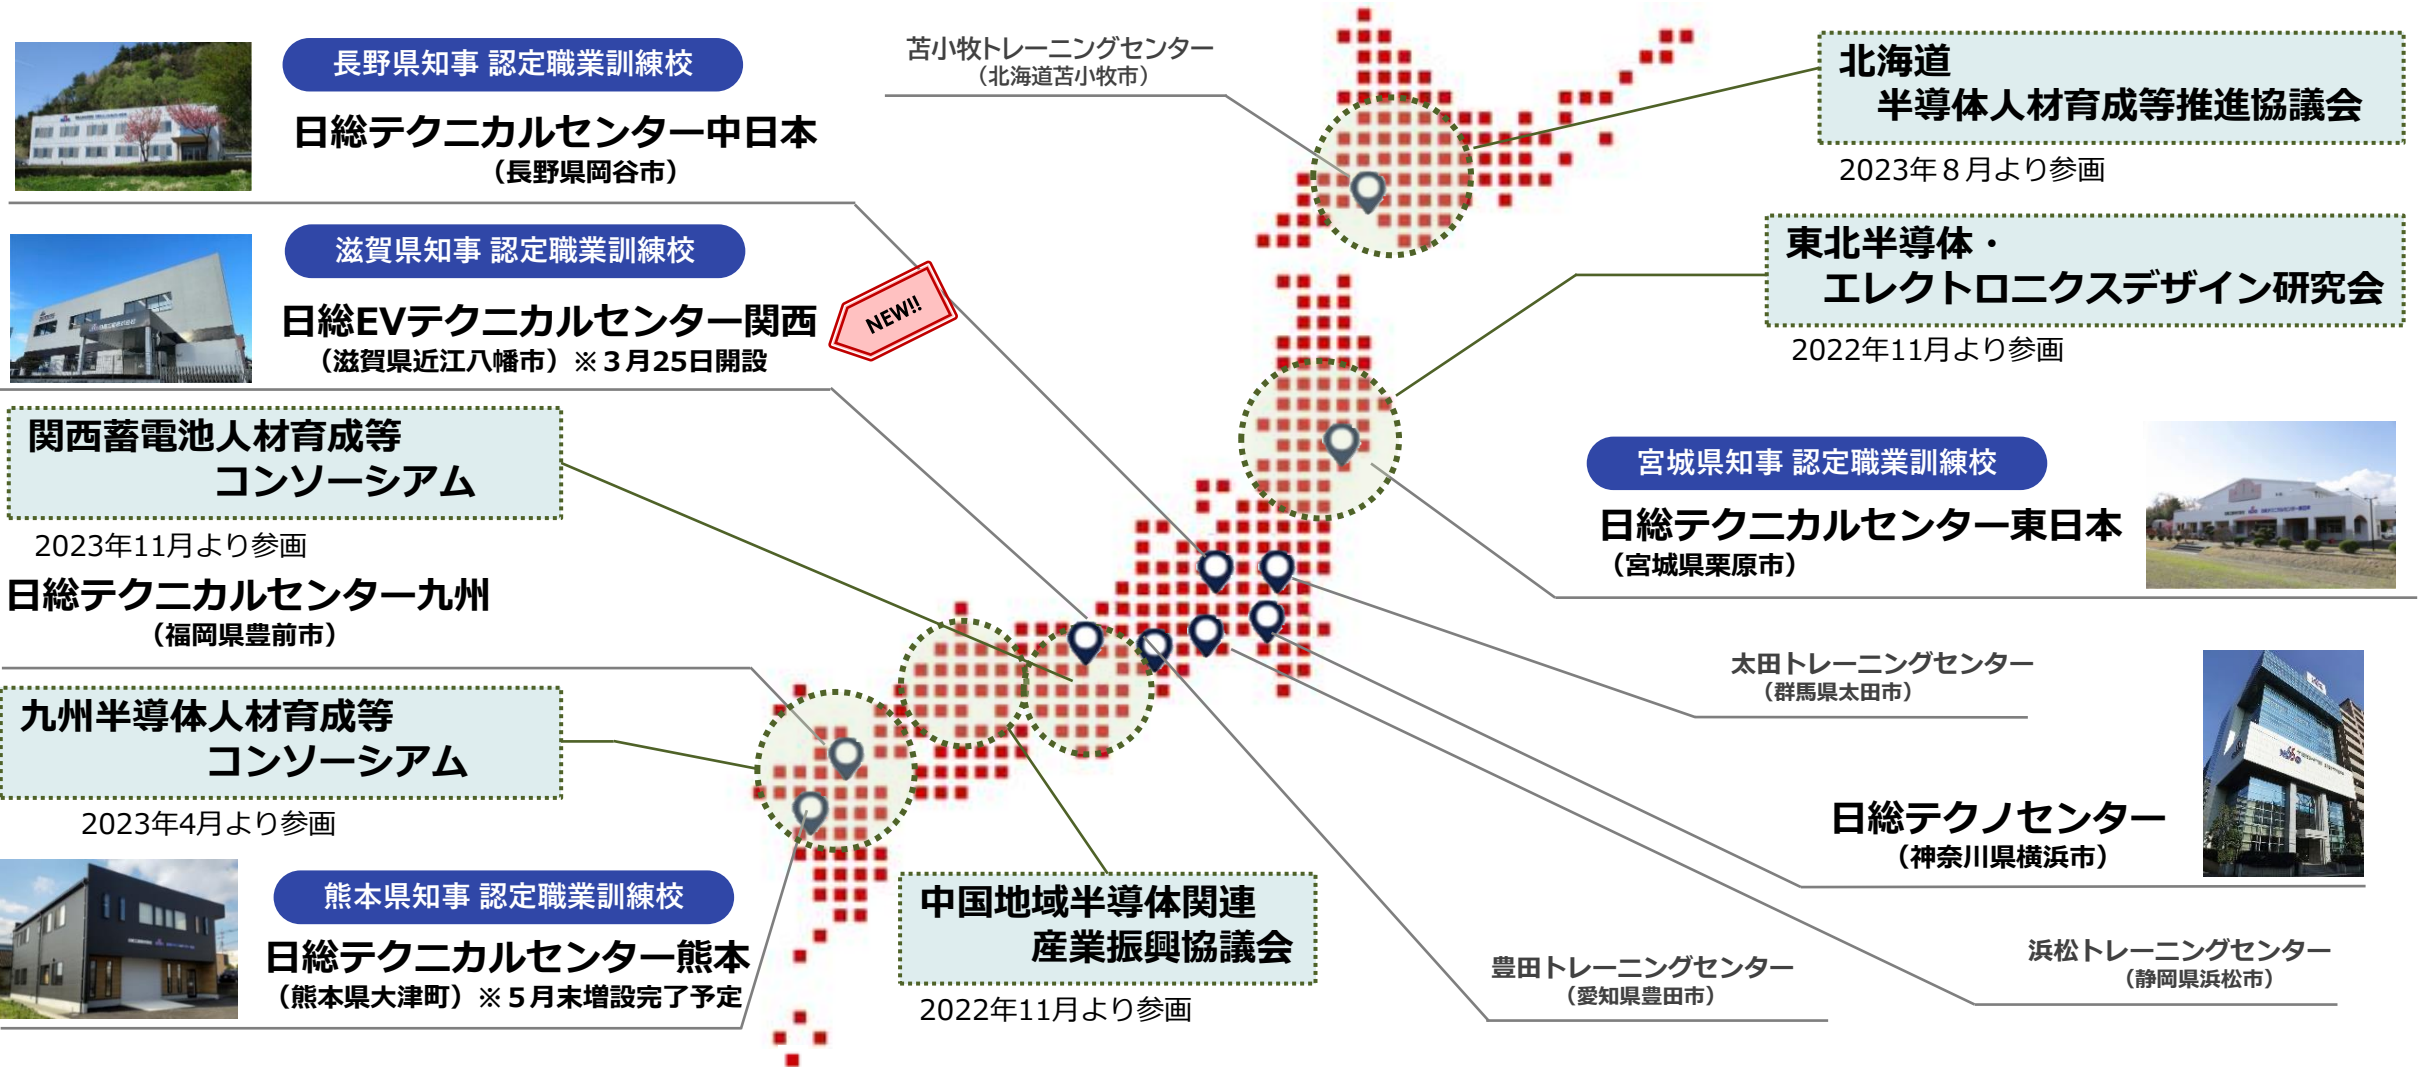 長野県知事 認定職業訓練校
日総テクニカルセンター中日本
（長野県岡谷市）
滋賀県知事 認定職業訓練校
日総EVテクニカルセンター関西
（滋賀県近江八幡市）※３月25日開設
NEW!!
関西蓄電池人材育成等
コンソーシアム
2023年11月より参画
日総テクニカルセンター九州
（福岡県豊前市）
九州半導体人材育成等
コンソーシアム
2023年4月より参画
熊本県知事 認定職業訓練校
日総テクニカルセンター熊本
（熊本県大津町）※５月末増設完了予定
苫小牧トレーニングセンター
（北海道苫小牧市）
中国地域半導体関連
産業振興協議会
2022年11月より参画
北海道
半導体人材育成等推進協議会
2023年８月より参画
東北半導体・
エレクトロニクスデザイン研究会
2022年11月より参画
宮城県知事 認定職業訓練校
日総テクニカルセンター東日本
（宮城県栗原市）
太田トレーニングセンター
（群馬県太田市）
日総テクノセンター
（神奈川県横浜市）
浜松トレーニングセンター
（静岡県浜松市）
豊田トレーニングセンター
（愛知県豊田市）